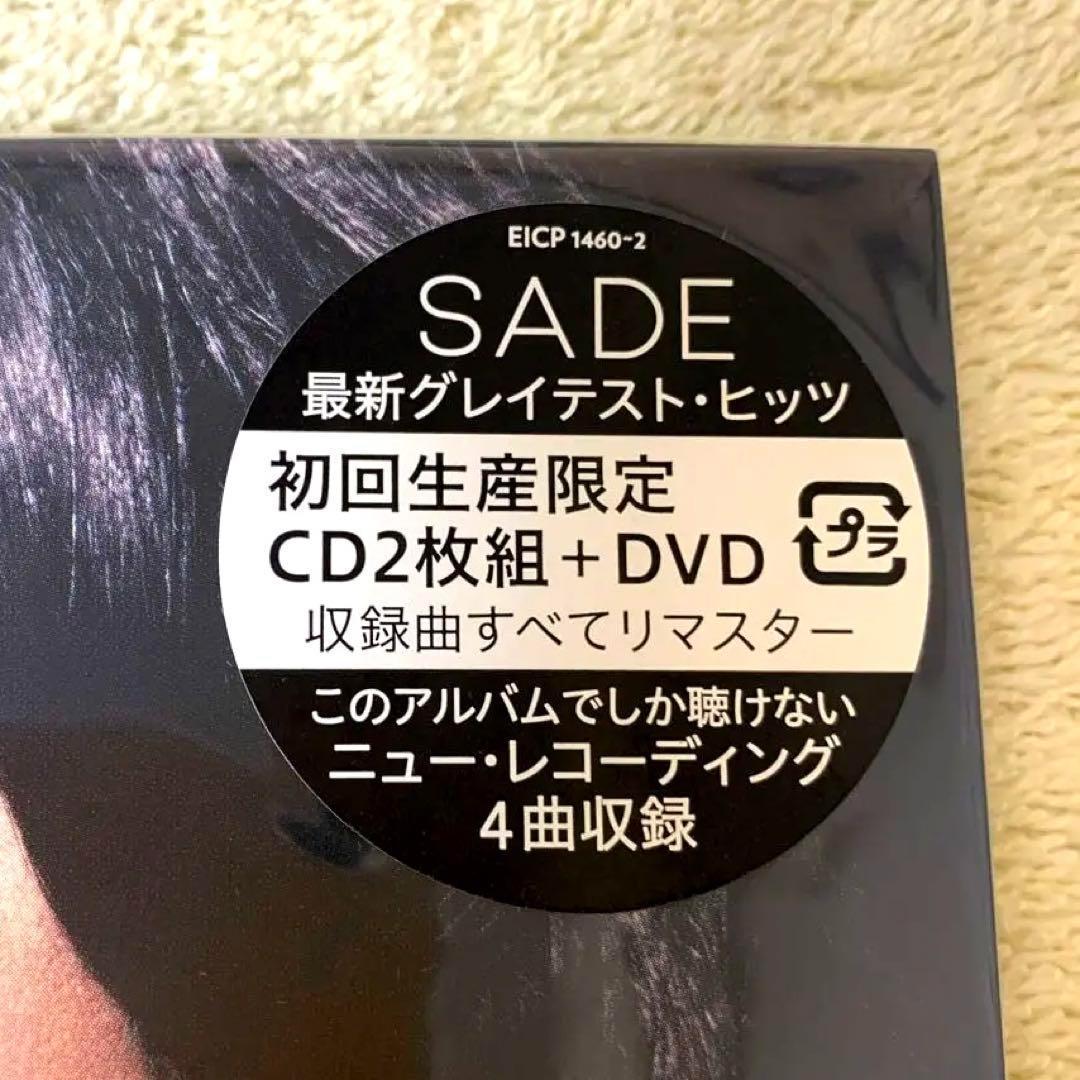 EICP 1460~2
SADE
最新グレイテスト・ヒッツ
初回生産限定
CD2枚組+DVD
プラ
収録曲すべてリマスター
このアルバムでしか聴けない
ニュー・レコーディング
4曲収録